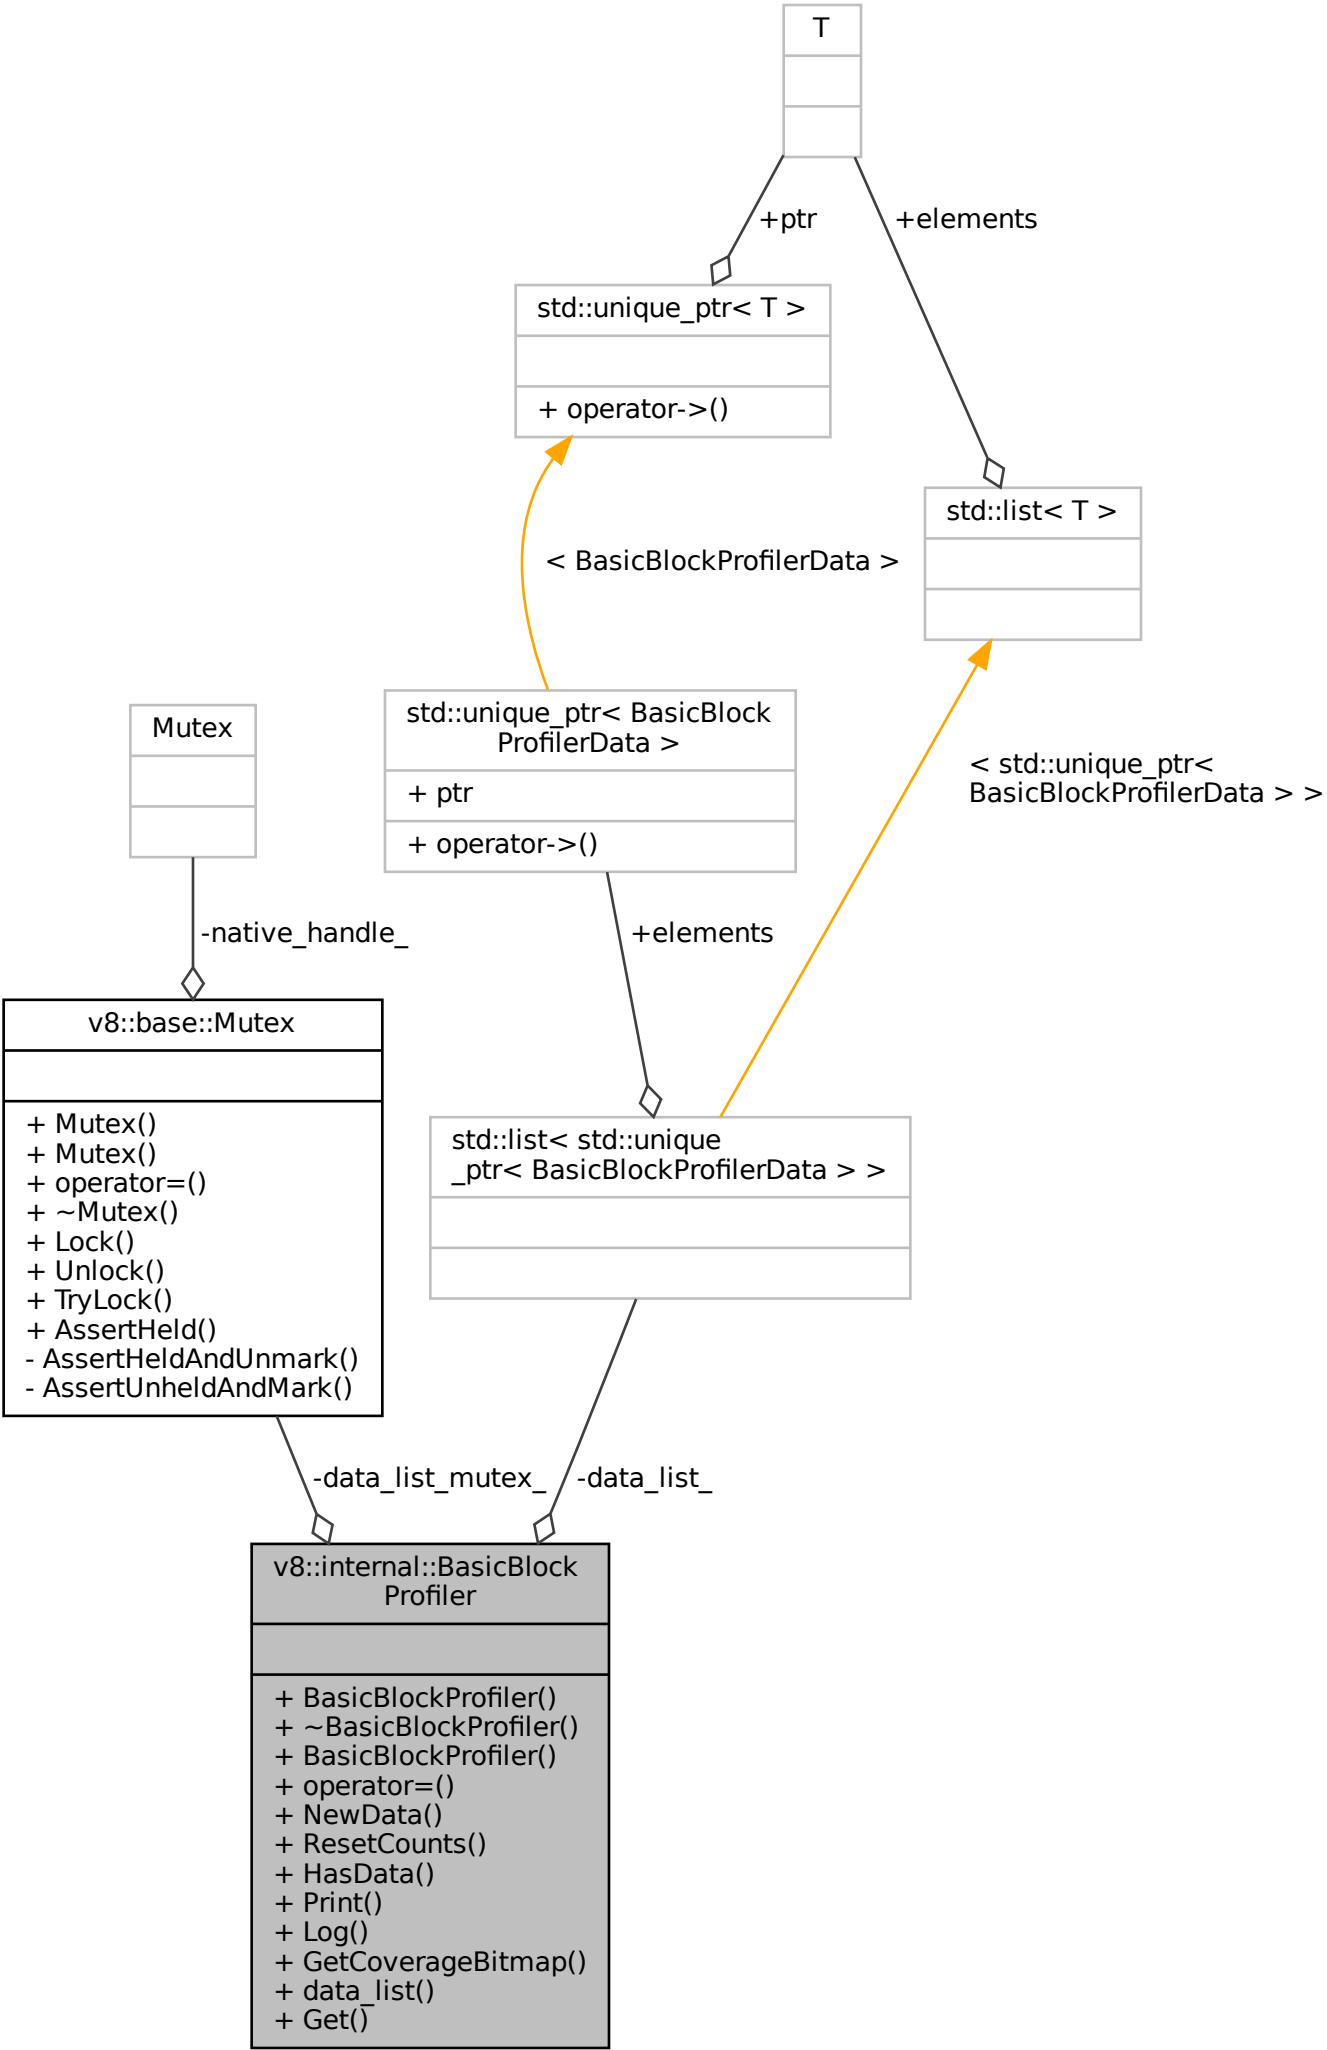 T
+ptr
+elements
std::unique_ptr< T >
+ operator->()
std::list< T >
< BasicBlockProfilerData >
Mutex
std::unique_ptr< BasicBlock
ProfilerData >
+ ptr
+ operator->()
< std::unique_ptr<
BasicBlockProfilerData > >
-native_handle_
+elements
v8::base::Mutex
+ Mutex()
+ Mutex()
+ operator=()
+ ~Mutex()
+ Lock()
+ Unlock()
+ TryLock()
+ AssertHeld()
- AssertHeldAndUnmark()
- AssertUnheldAndMark()
std::list< std::unique
_ptr< BasicBlockProfilerData > >
-data_list_mutex_
-data_list_
v8::internal::BasicBlock
Profiler
+ BasicBlockProfiler()
+ ~BasicBlockProfiler()
+ BasicBlockProfiler()
+ operator=()
+ NewData()
+ ResetCounts()
+ HasData()
+ Print()
+ Log()
+ GetCoverageBitmap()
+ data_list()
+ Get()